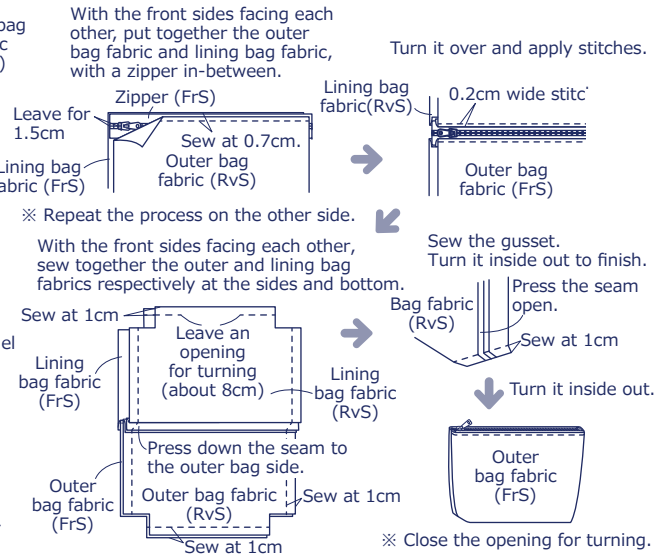 bag
With the front sides facing each
other, put together the outer
bag fabric and lining bag fabric,
with a zipper in-between.
Leave for
1.5cm
Zipper (FrS)
Sew at 0.7cm.
Outer bag
fabric (RvS)
Lining bag
fabric (FrS)
※ Repeat the process on the other side.
Turn it over and apply stitches.
Lining bag
fabric(RvS)
0.2cm wide
Outer bag
fabric (FrS)
With the front sides facing each other,
sew together the outer and lining bag
fabrics respectively at the sides and bottom.
Sew at 1cm
Leave an
opening
for turning
(about 8cm)
Lining
bag fabric
(FrS)
Lining
bag fabric
(RvS)
Press down the seam to
the outer bag side.
Outer
bag fabric
(FrS)
Outer bag fabric
(RvS)
Sew at 1cm
Sew at 1cm
Sew the gusset.
Turn it inside out to finish.
Bag fabric
(RvS)
Press the seam
open.
Sew at 1cm
Turn it inside out.
Outer
bag fabric
(FrS)
※ Close the opening for turning.